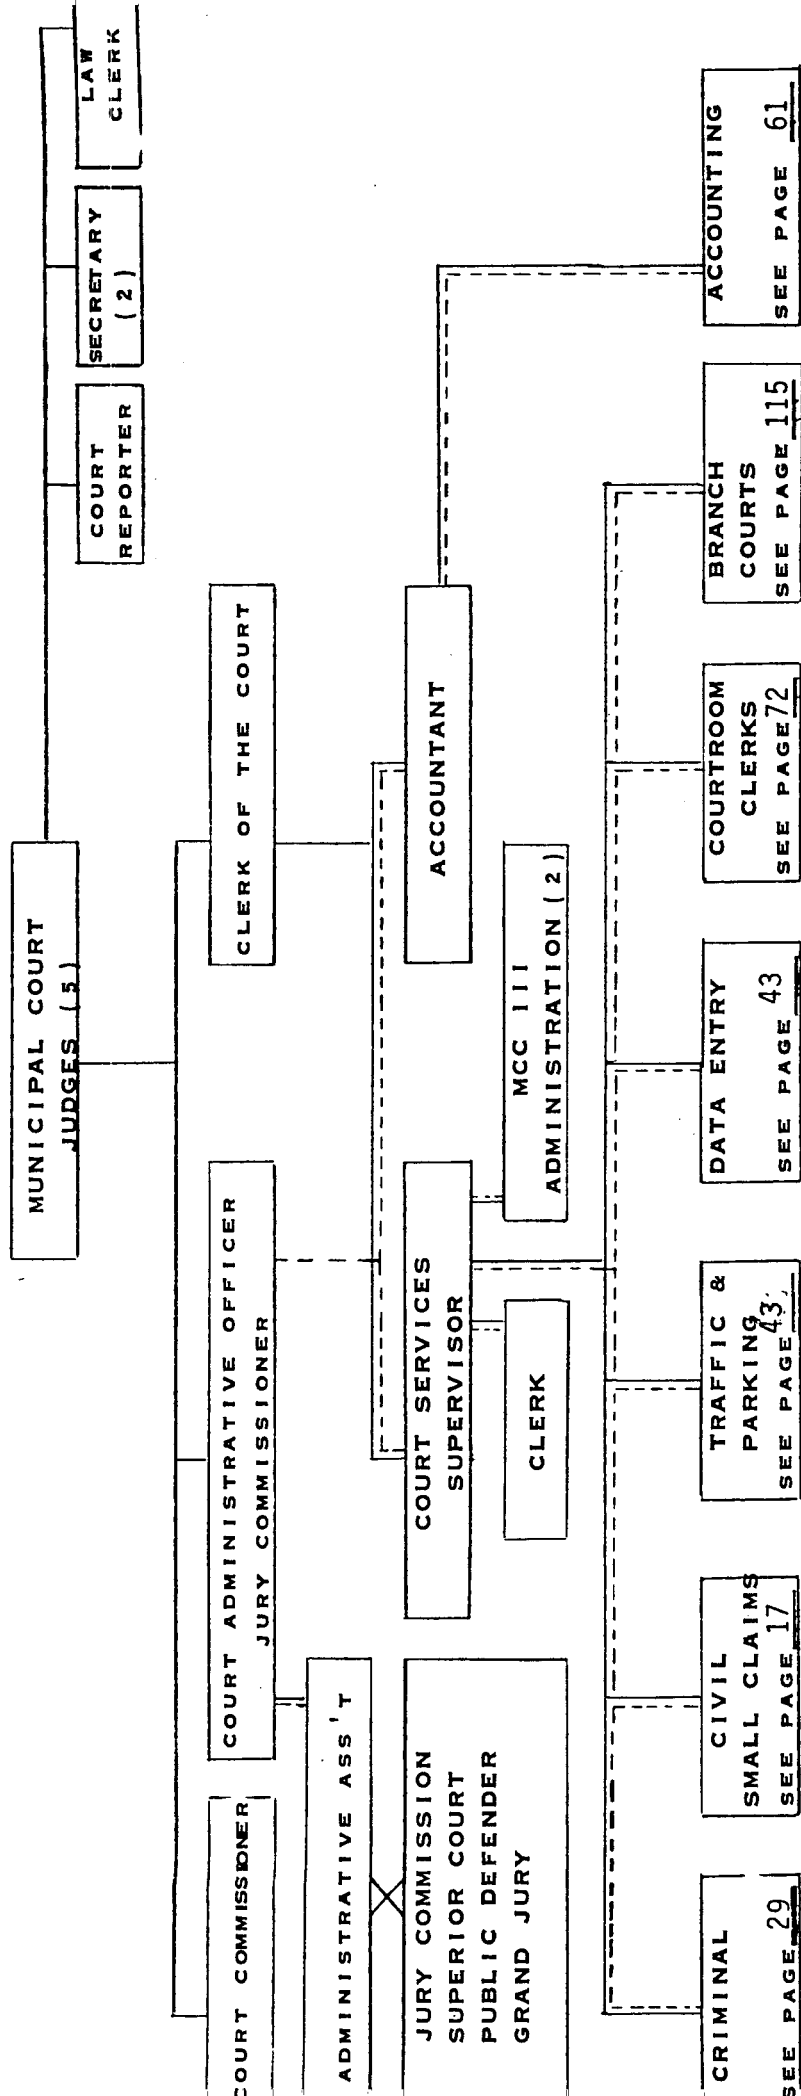 MUNICIPAL COURT
JUDGES (5)
LAW
CLERK
SECRETARY
(2)
COURT
REPORTER
COURT COMMISSIONER
COURT ADMINISTRATIVE OFFICER
JURY COMMISSIONER
CLERK OF THE COURT
ADMINISTRATIVE ASS'T
JURY COMMISSION
SUPERIOR COURT
PUBLIC DEFENDER
GRAND JURY
COURT SERVICES
SUPERVISOR
ACCOUNTANT
CLERK
MCC III
ADMINISTRATION (2)
CRIMINAL
SEE PAGE 29
CIVIL
SMALL CLAIMS
SEE PAGE 17
TRAFFIC &
PARKING
SEE PAGE 43
DATA ENTRY
SEE PAGE 43
COURTROOM
CLERKS
SEE PAGE 72
BRANCH
COURTS
SEE PAGE 115
ACCOUNTING
SEE PAGE 61